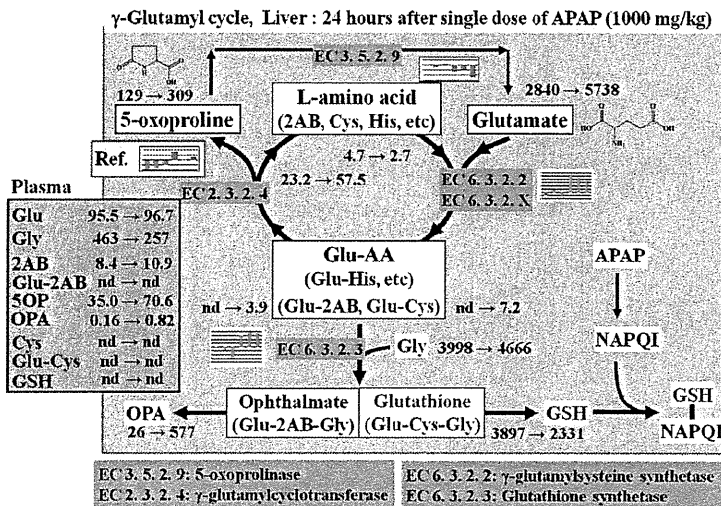 γ-Glutamyl cycle, Liver : 24 hours after single dose of APAP (1000 mg/kg)
EC 3. 5. 2. 9
129 → 309
5-oxoproline
L-amino acid
(2AB, Cys, His, etc)
2840 → 5738
Glutamate
Ref.
4.7 → 2.7
23.2 → 57.5
EC 2. 3. 2. 4
EC 6. 3. 2. 2
EC 6. 3. 2. X
Plasma
Glu 95.5 → 96.7
Gly 463 → 257
2AB 8.4 → 10.9
Glu-2AB nd → nd
5OP 35.0 → 70.6
OPA 0.16 → 0.82
Cys nd → nd
Glu-Cys nd → nd
GSH nd → nd
Glu-AA
(Glu-His, etc)
(Glu-2AB, Glu-Cys)
nd → 3.9
nd → 7.2
EC 6. 3. 2. 3
Gly 3998 → 4666
APAP
NAPQI
GSH
NAPQI
OPA
26 → 577
Ophthalmate
(Glu-2AB-Gly)
Glutathione
(Glu-Cys-Gly)
GSH
3897 → 2331
EC 3. 5. 2. 9: 5-oxoprolinase
EC 2. 3. 2. 4: γ-glutamylcyclotransferase
EC 6. 3. 2. 2: γ-glutamylsysteine synthetase
EC 6. 3. 2. 3: Glutathione synthetase